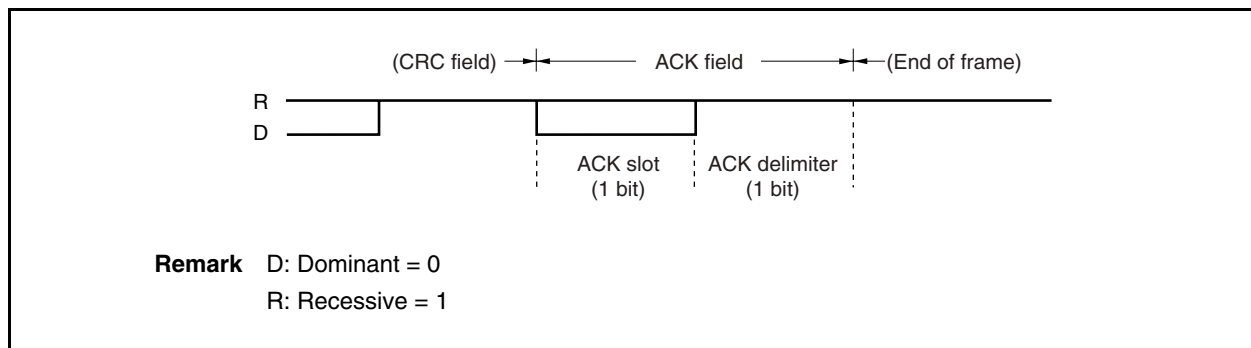 (CRC field) ACK field (End of frame)
R
D
ACK slot ACK delimiter
(1 bit) (1 bit)
Remark D: Dominant = 0
R: Recessive = 1